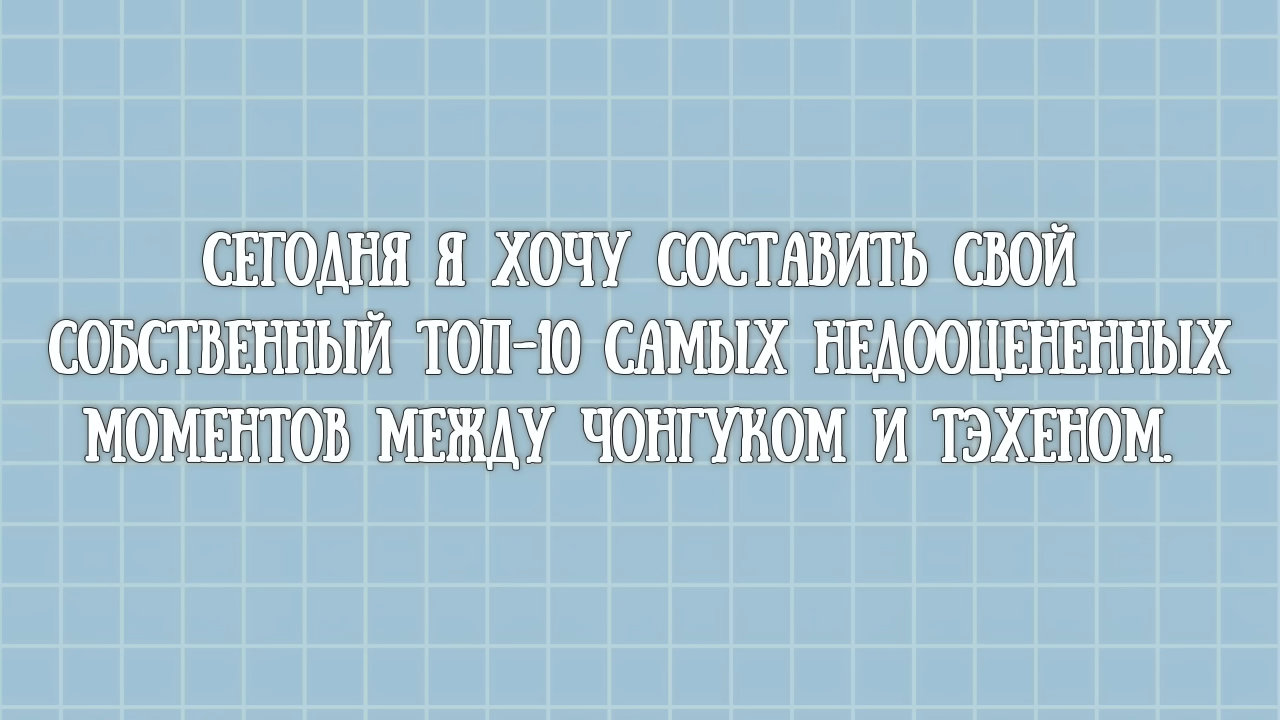 СЕГОДНЯ Я ХОЧУ СОСТАВИТЬ СВОЙ
СОБСТВЕННЫЙ ТОП-10 САМЫХ НЕДООЦЕНЕННЫХ
МОМЕНТОВ МЕЖДУ ЧОНГУКОМ И ТЭХЕНОМ.